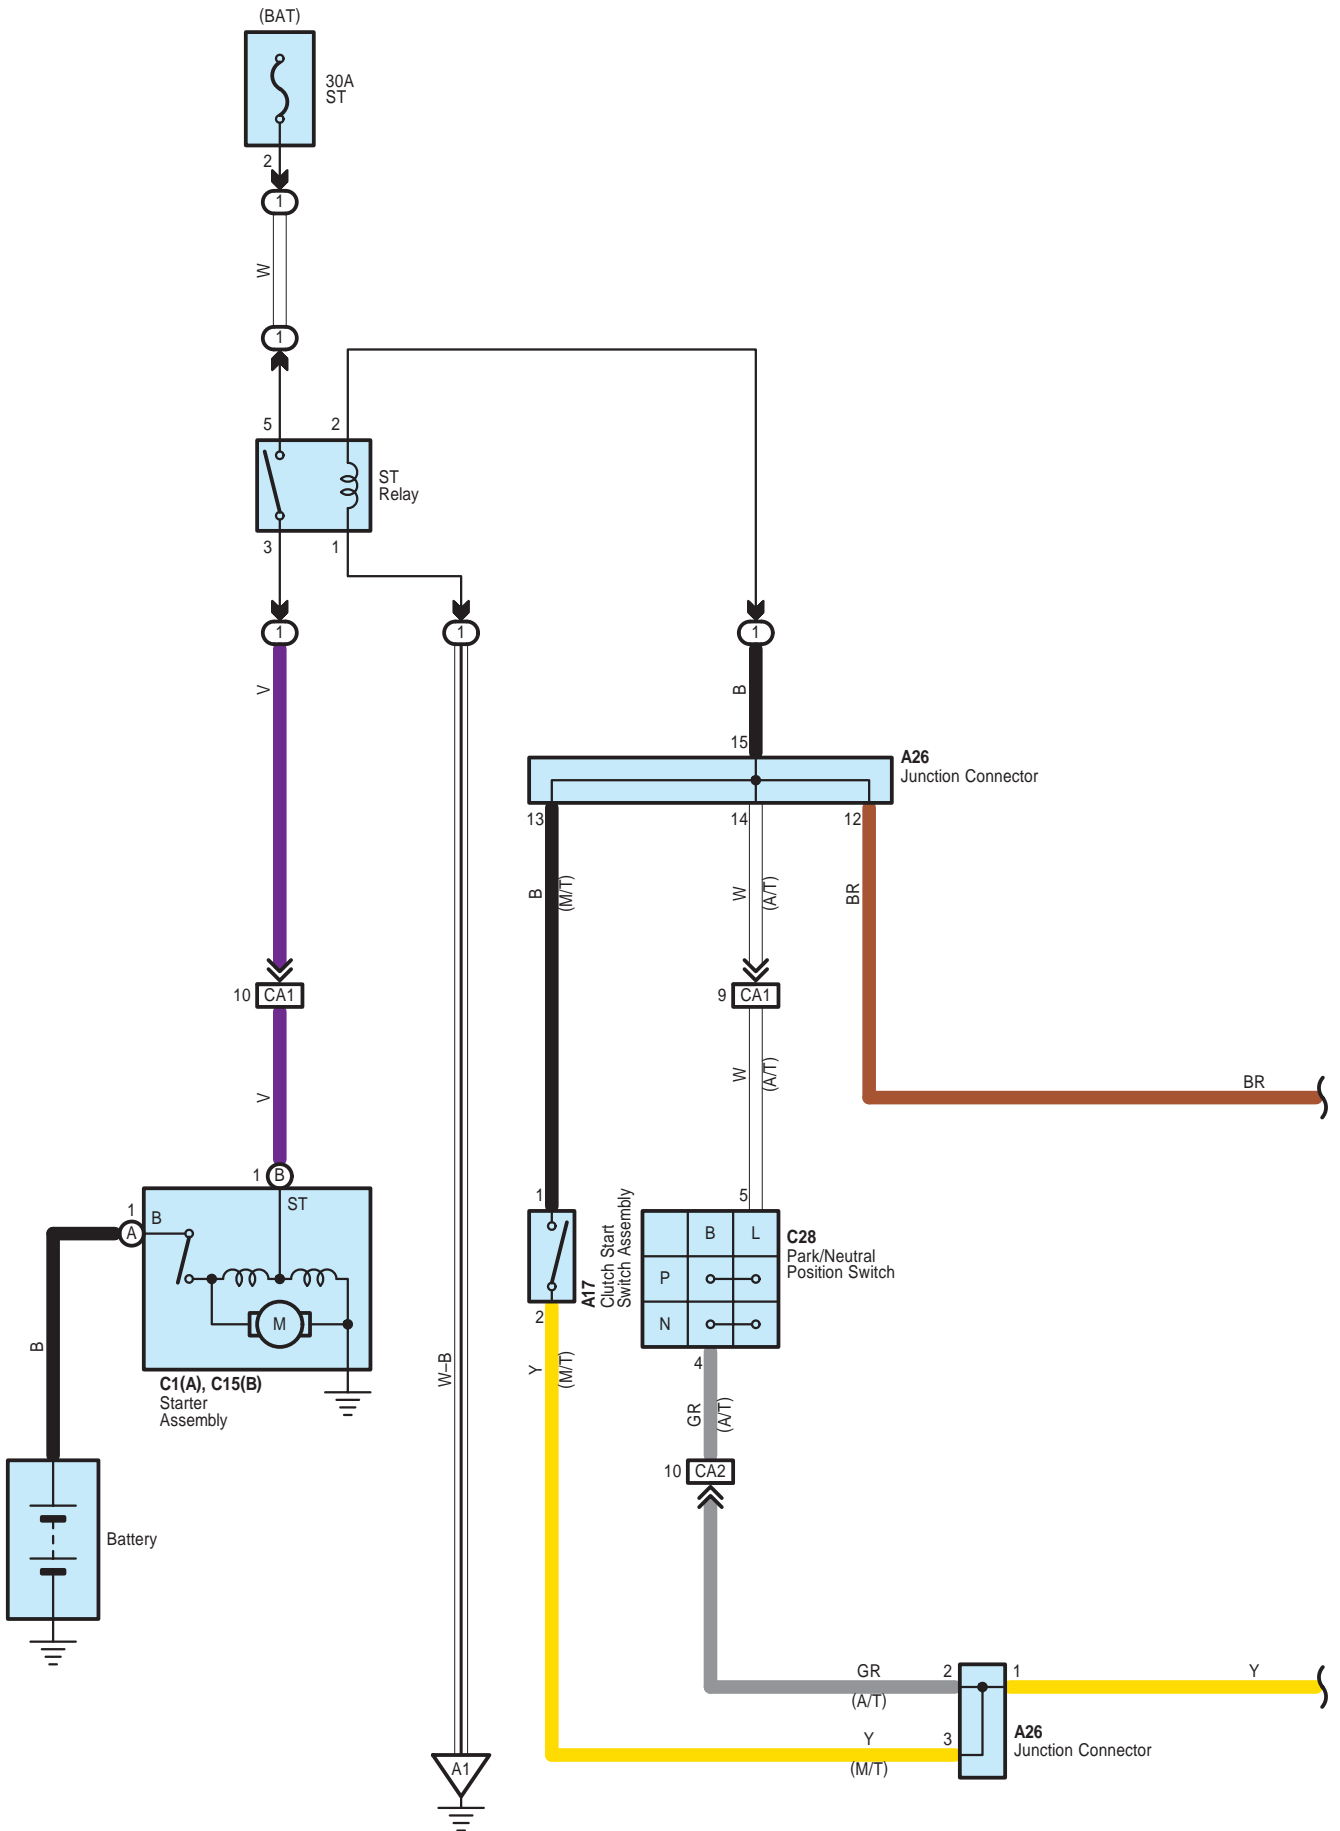 (BAT)
30A
ST
2
1
W
1
5
2
ST
Relay
3
1
1
1
1
V
B
15
A26
Junction Connector
13
14
12
B
(M/T)
W
(A/T)
BR
10
CA1
9
CA1
V
W
(A/T)
BR
1
B
ST
1
A
B
M
C1(A), C15(B)
Starter
Assembly
B
Battery
W–B
A1
1
2
A17
Clutch Start
Switch Assembly
Y
(M/T)
5
B
L
P
N
C28
Park/Neutral
Position Switch
4
GR
(A/T)
10
CA2
GR
(A/T)
2
1
Y
Y
(M/T)
3
A26
Junction Connector